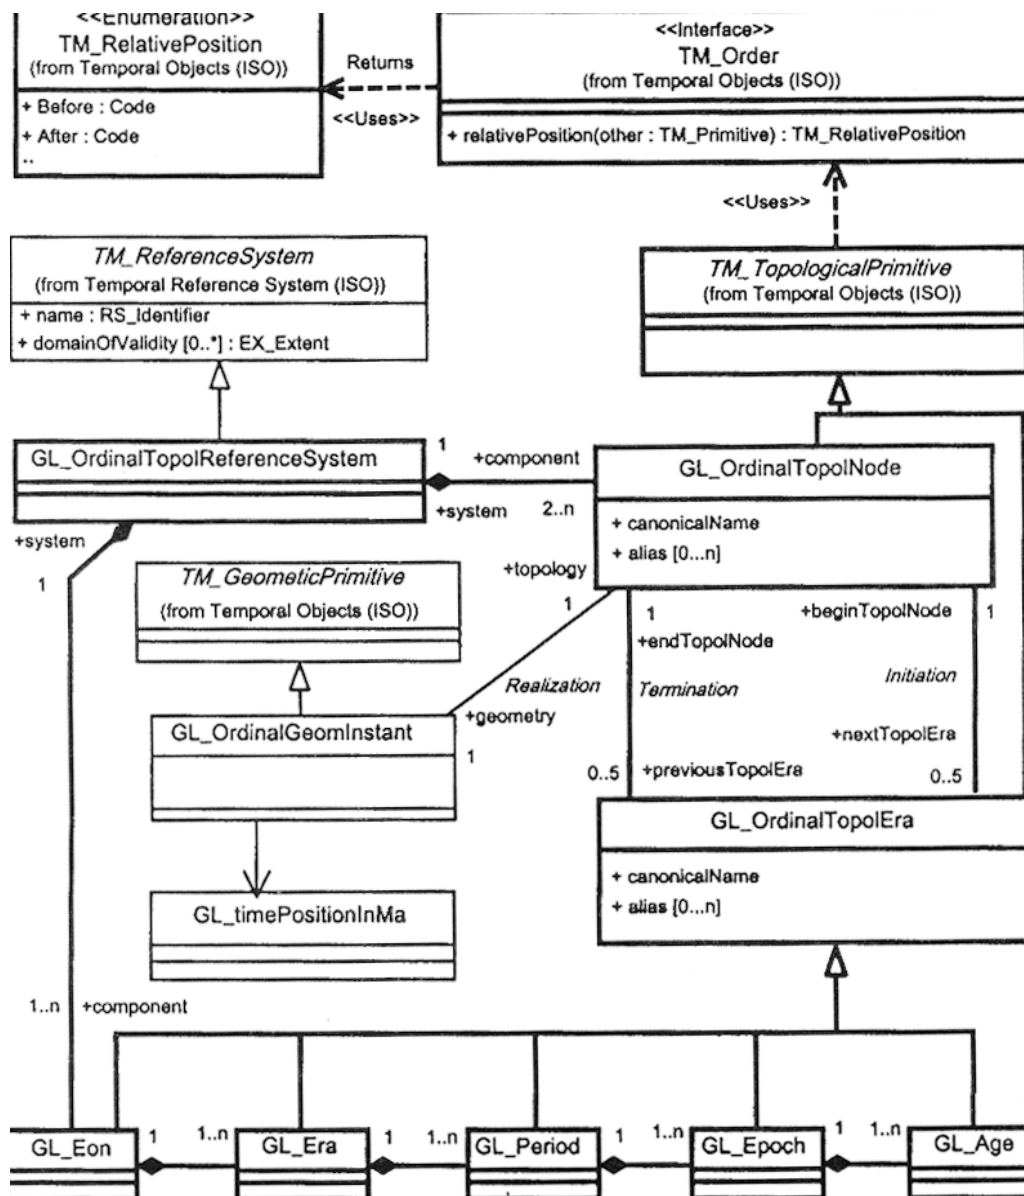 <<Enumeration>>
TM_RelativePosition
(from Temporal Objects (ISO))
+ Before : Code
+ After : Code
..
Returns
<<Uses>>
<<Interface>>
TM_Order
(from Temporal Objects (ISO))
+ relativePosition(other : TM_Primitive) : TM_RelativePosition
<<Uses>>
TM_ReferenceSystem
(from Temporal Reference System (ISO))
+ name : RS_Identifier
+ domainOfValidity [0..*] : EX_Extent
TM_TopologicalPrimitive
(from Temporal Objects (ISO))
GL_OrdinalTopolReferenceSystem
1
+component
+system
2..n
GL_OrdinalTopolNode
+ canonicalName
+ alias [0...n]
+system
1
TM_GeometicPrimitive
(from Temporal Objects (ISO))
+topology
1
Realization
+geometry
1
1
+endTopolNode
Termination
0..5
+previousTopolEra
+beginTopolNode
1
Initiation
+nextTopolEra
0..5
GL_OrdinalGeomInstant
GL_OrdinalTopolEra
+ canonicalName
+ alias [0...n]
GL_timePositionInMa
1..n
+component
GL_Eon
1
1..n
GL_Era
1
1..n
GL_Period
1
1..n
GL_Epoch
1
1..n
GL_Age